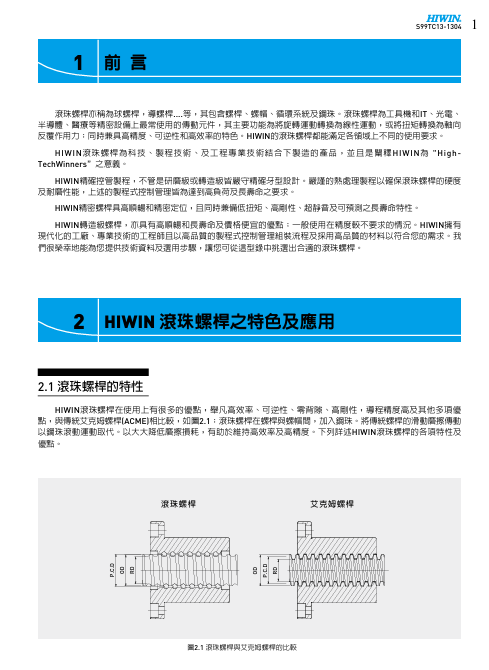 HIWIN.
S99TC13-1304
1
1 前 言
滾珠螺桿亦稱為球螺桿，導螺桿....等，其包含螺桿、螺帽、循環系統及鋼珠。滾珠螺桿為工具機和IT、光電、
半導體、醫療等精密設備上最常使用的傳動元件，其主要功能為將旋轉運動轉換為線性運動，或將扭矩轉換為軸向
反覆作用力；同時兼具高精度、可逆性和高效率的特色。HIWIN的滾珠螺桿都能滿足各領域上不同的使用要求。
HIWIN滾珠螺桿為科技、製程技術、及工程專業技術結合下製造的產品，並且是闡釋HIWIN為 “High-
TechWinners” 之意義。
HIWIN精確控管製程，不管是研磨級或轉造級皆嚴守精確牙型設計。嚴謹的熱處理製程以確保滾珠螺桿的硬度
及耐磨性能，上述的製程式控制管理皆為達到高負荷及長壽命之要求。
HIWIN精密螺桿具高順暢和精密定位，且同時兼備低扭矩、高剛性、超靜音及可預測之長壽命特性。
HIWIN轉造級螺桿，亦具有高順暢和長壽命及價格便宜的優點；一般使用在精度較不要求的情況。HIWIN擁有
現代化的工廠、專業技術的工程師且以高品質的製程式控制管理組裝流程及採用高品質的材料以符合您的需求。我
們很榮幸地能為您提供技術資料及選用步驟，讓您可從這型錄中挑選出合適的滾珠螺桿。
2 HIWIN 滾珠螺桿之特色及應用
2.1 滾珠螺桿的特性
HIWIN滾珠螺桿在使用上有很多的優點，舉凡高效率、可逆性、零背隙、高剛性，導程精度高及其他多項優
點，與傳統艾克姆螺桿(ACME)相比較，如圖2.1；滾珠螺桿在螺桿與螺帽間，加入鋼珠。將傳統螺桿的滑動磨擦傳動
以鋼珠滾動運動取代。以大大降低磨擦損耗，有助於維持高效率及高精度。下列詳述HIWIN滾珠螺桿的各項特性及
優點。
滾珠螺桿
艾克姆螺桿
P.C.D
OD
RD
OD
P.C.D
RD
圖2.1 滾珠螺桿與艾克姆螺桿的比較